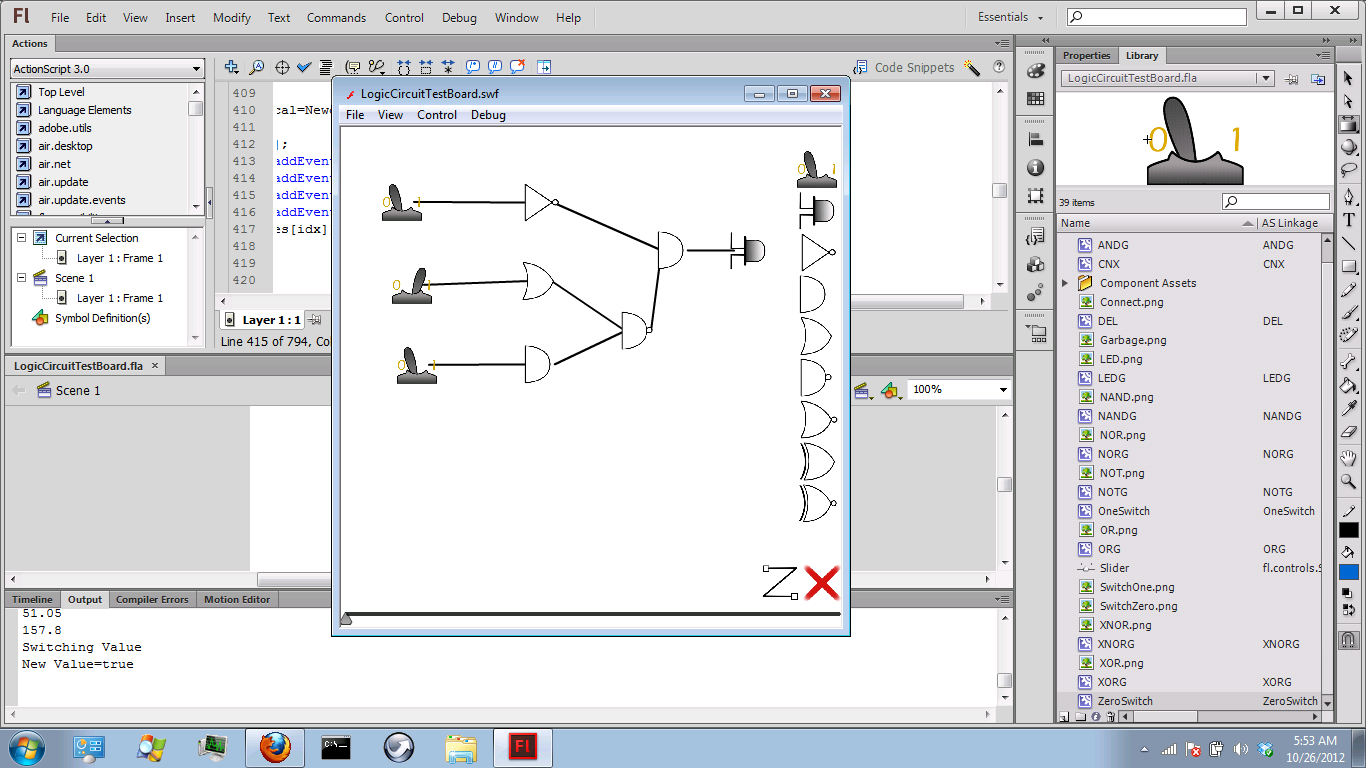 Fl File Edit View Insert Modify Text Commands Control Debug Window Help Essentials
Actions
ActionScript 3.0
Top Level
Language Elements
adobe.utils
air.desktop
air.net
air.update
air.update.events
Current Selection
Layer 1 : Frame 1
Scene 1
Layer 1 : Frame 1
Symbol Definition(s)
Code Snippets
409
410 cal=New
411
412 ];
413 addEven
414 addEven
415 addEven
416 addEve
417 es[idx]
418
419
420
Layer 1 : 1
Line 415 of 794, Co
LogicCircuitTestBoard.fla
Scene 1
100%
LogicCircuitTestBoard.swf
File View Control Debug
0 1
0 1
0 1
0 1
Timeline Output Compiler Errors Motion Editor
51.05
157.8
Switching Value
New Value=true
Properties Library
LogicCircuitTestBoard.fla
0 1
39 items
Name AS Linkage
ANDG ANDG
CNX CNX
Component Assets
Connect.png
DEL DEL
Garbage.png
LED.png
LEDG LEDG
NAND.png
NANDG NANDG
NOR.png
NORG NORG
NOT.png
NOTG NOTG
OneSwitch OneSwitch
OR.png
ORG ORG
Slider fl.controls.S
SwitchOne.png
SwitchZero.png
XNOR.png
XNORG XNORG
XOR.png
XORG XORG
ZeroSwitch ZeroSwitch
C:\_
Fl
5:53 AM
10/26/2012